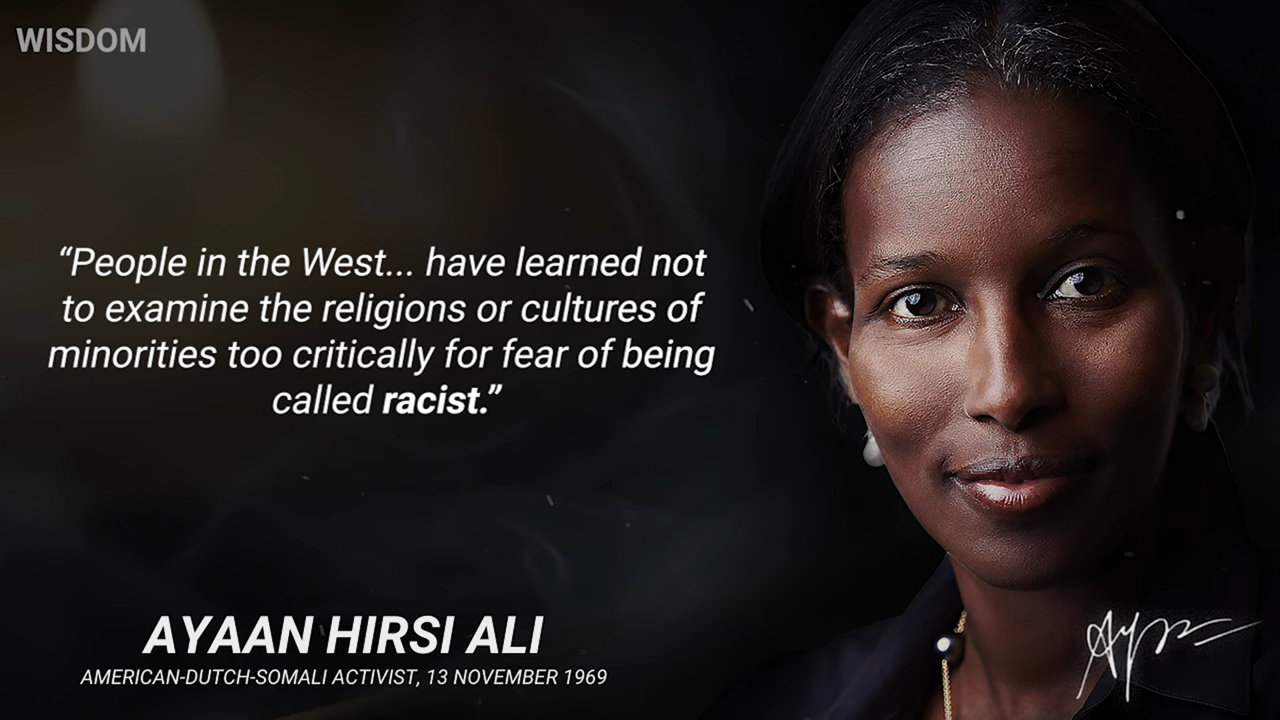 WISDOM
“People in the West... have learned not
to examine the religions or cultures of
minorities too critically for fear of being
called racist.”
AYAAN HIRSI ALI
AMERICAN-DUTCH-SOMALI ACTIVIST, 13 NOVEMBER 1969